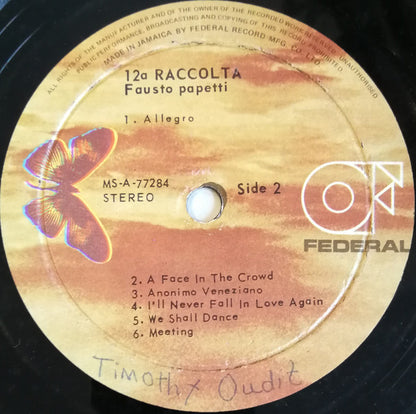 ALL RIGHTS OF THE MANUFACTURER AND OF THE OWNER OF THE RECORDED WORK RESERVED. UNAUTHORISED
PUBLIC PERFORMANCE, BROADCASTING AND COPYING OF THIS RECORD PROHIBITED.
MADE IN JAMAICA BY FEDERAL RECORD MFG. CO. LTD.
12a RACCOLTA
Fausto papetti
1. Allegro
MS-A-77284
STEREO
Side 2
FEDERAL
2. A Face In The Crowd
3. Anonimo Veneziano
4. I'll Never Fall In Love Again
5. We Shall Dance
6. Meeting
Timothy Oudit